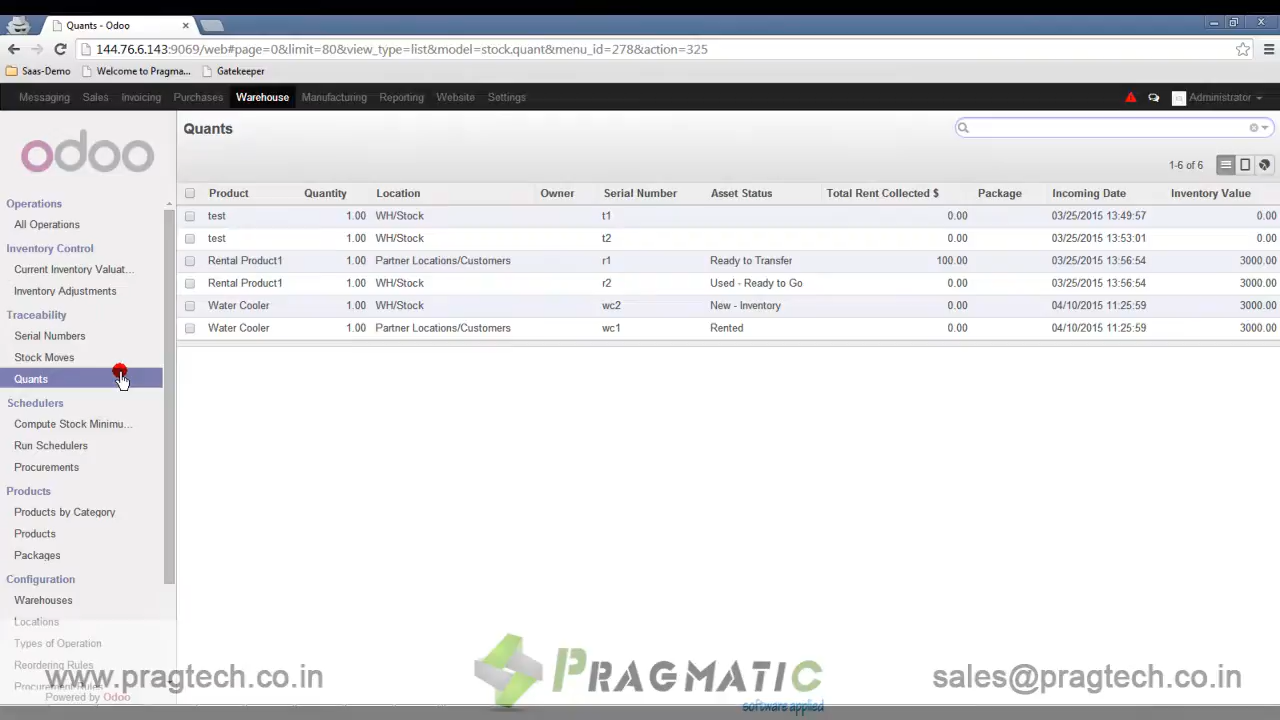 Quants - Odoo
144.76.6.143:9069/web#page=0&limit=80&view_type=list&model=stock.quant&menu_id=278&action=325
Saas-Demo Welcome to Pragma... Gatekeeper
Messaging Sales Invoicing Purchases Warehouse Manufacturing Reporting Website Settings Administrator
odoo
Quants
1-6 of 6
Operations
All Operations
Inventory Control
Current Inventory Valuat...
Inventory Adjustments
Traceability
Serial Numbers
Stock Moves
Quants
Schedulers
Compute Stock Minimu...
Run Schedulers
Procurements
Products
Products by Category
Products
Packages
Configuration
Warehouses
Locations
Types of Operation
Reordering Rules
Procurement Rules
Powered by Odoo
Product Quantity Location Owner Serial Number Asset Status Total Rent Collected $ Package Incoming Date Inventory Value
test 1.00 WH/Stock t1 0.00 03/25/2015 13:49:57 0.00
test 1.00 WH/Stock t2 0.00 03/25/2015 13:53:01 0.00
Rental Product1 1.00 Partner Locations/Customers r1 Ready to Transfer 100.00 03/25/2015 13:56:54 3000.00
Rental Product1 1.00 WH/Stock r2 Used - Ready to Go 0.00 03/25/2015 13:56:54 3000.00
Water Cooler 1.00 WH/Stock wc2 New - Inventory 0.00 04/10/2015 11:25:59 3000.00
Water Cooler 1.00 Partner Locations/Customers wc1 Rented 0.00 04/10/2015 11:25:59 3000.00
www.pragtech.co.in
PRAGMATIC
software applied
sales@pragtech.co.in